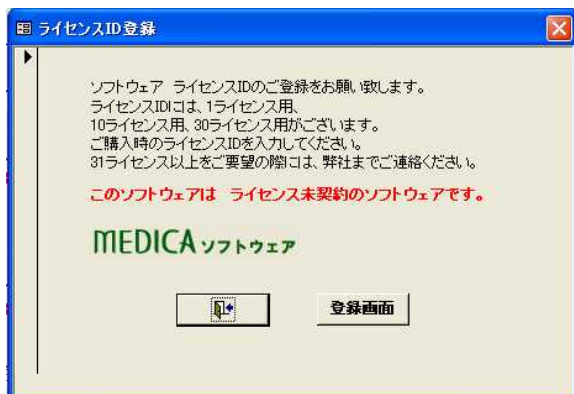 ライセンスID登録
ソフトウェア ライセンスIDのご登録をお願い致します。
ライセンスIDには、1ライセンス用、
10ライセンス用、30ライセンス用がございます。
ご購入時のライセンスIDを入力してください。
31ライセンス以上をご要望の際には、弊社までご連絡ください。
このソフトウェアは ライセンス未契約のソフトウェアです。
MEDICA ソフトウェア
登録画面